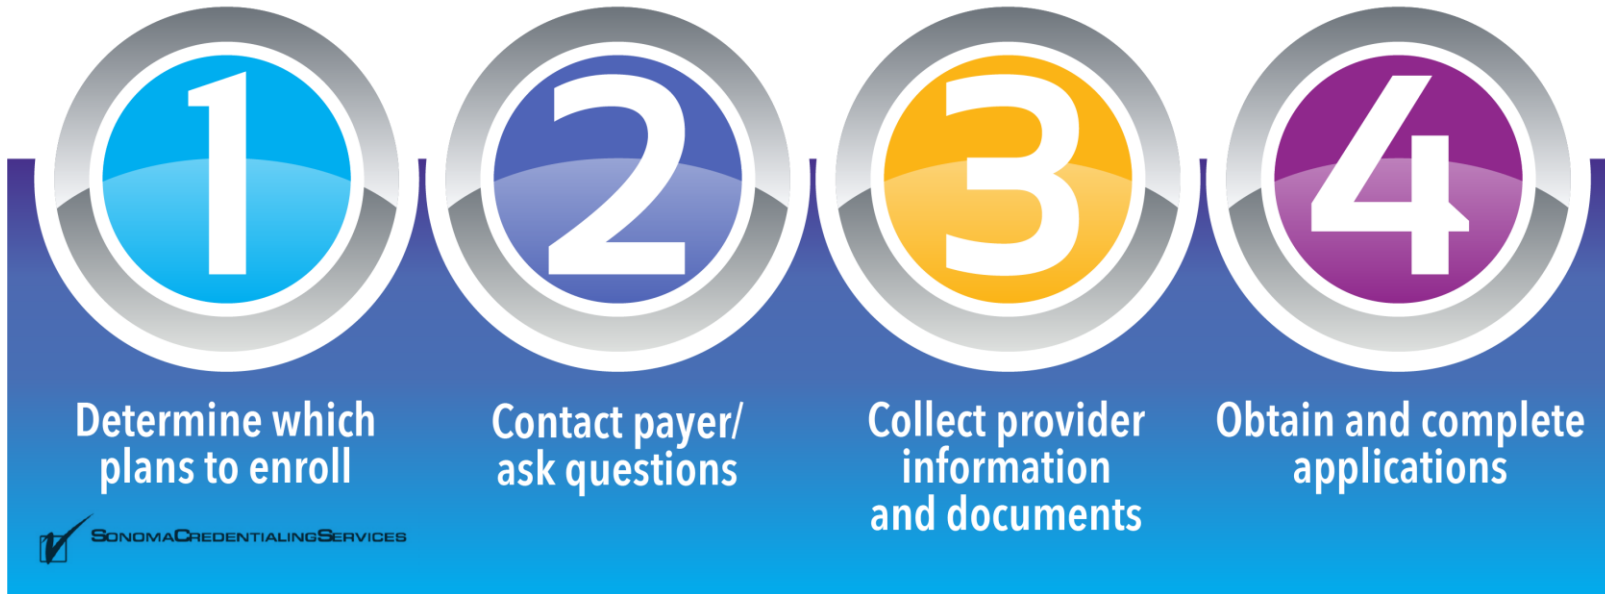 1
2
3
4
Determine which
plans to enroll
Contact payer/
ask questions
Collect provider
information
and documents
Obtain and complete
applications
SONOMACREDENTIALINGSERVICES